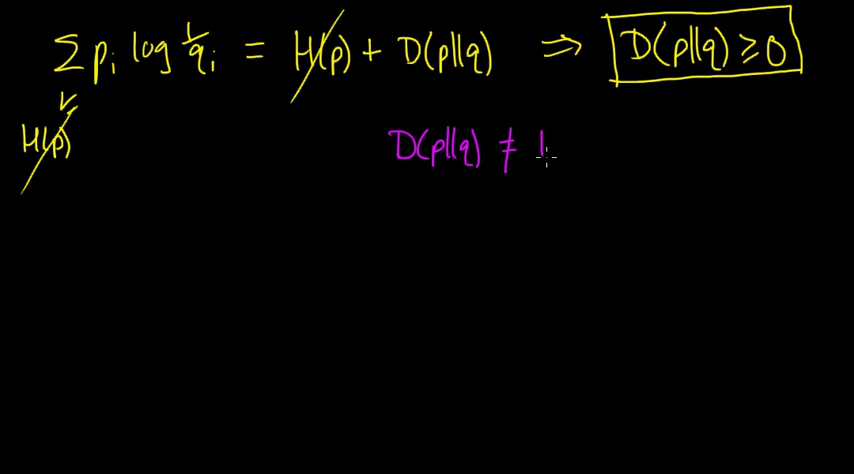 ∑ pᵢ log 1/qᵢ = H(p) + D(p||q) ⇒ D(p||q) ≥ 0
H(p)
D(p||q) ≠